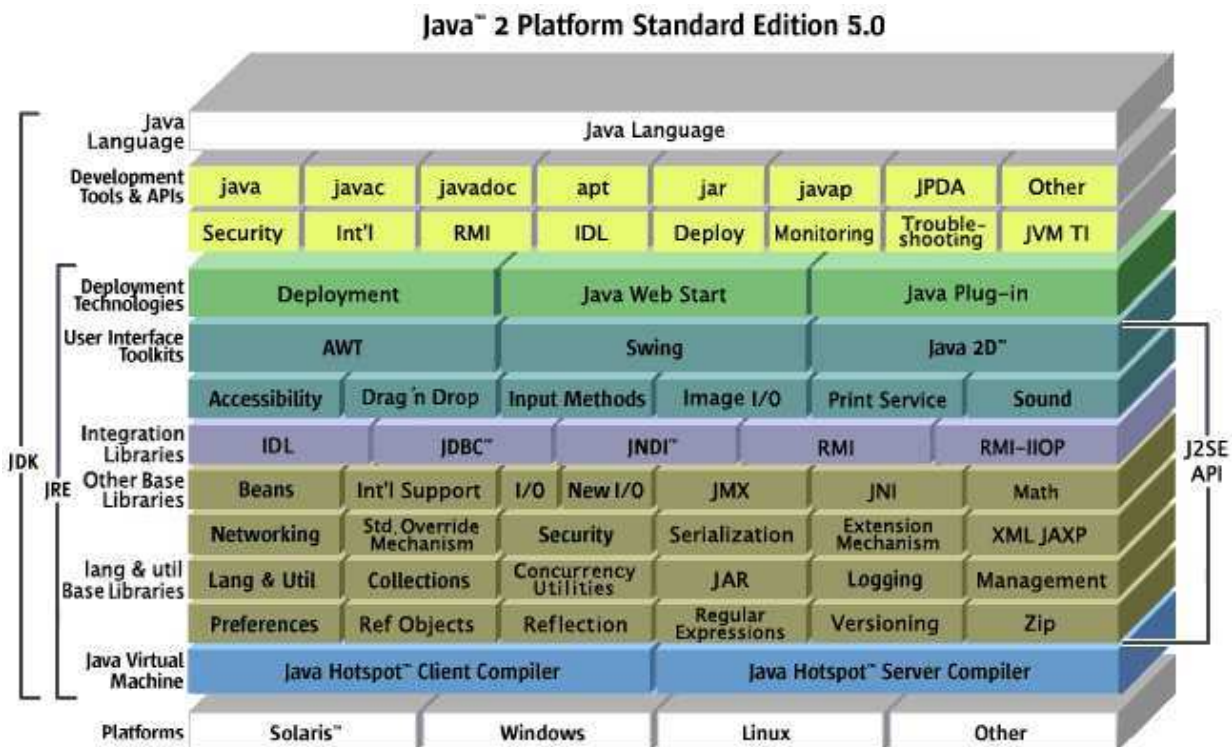 Java™ 2 Platform Standard Edition 5.0
Java
Language
Java Language
Development
Tools & APIs
java javac javadoc apt jar javap JPDA Other
Security Int'l RMI IDL Deploy Monitoring Trouble-
shooting JVM TI
Deployment
Technologies
Deployment Java Web Start Java Plug-in
User Interface
Toolkits
AWT Swing Java 2D™
Accessibility Drag'n Drop Input Methods Image I/O Print Service Sound
Integration
Libraries
IDL JDBC™ JNDI™ RMI RMI-IIOP
JDK
JRE
J2SE
API
Other Base
Libraries
Beans Int'l Support I/O New I/O JMX JNI Math
Networking Std. Override
Mechanism Security Serialization Extension
Mechanism XML JAXP
lang & util
Base Libraries
Lang & Util Collections Concurrency
Utilities JAR Logging Management
Preferences Ref Objects Reflection Regular
Expressions Versioning Zip
Java Virtual
Machine
Java Hotspot™ Client Compiler Java Hotspot™ Server Compiler
Platforms Solaris™ Windows Linux Other